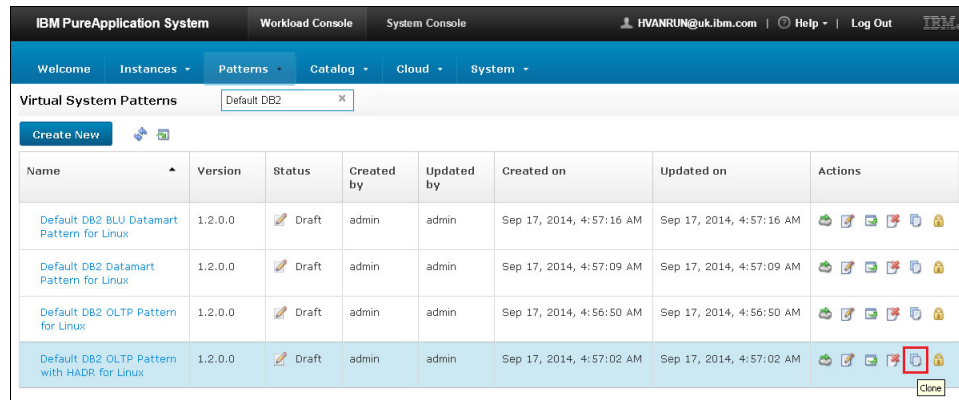 IBM PureApplication System Workload Console System Console HVANRUN@uk.ibm.com | Help | Log Out IBM
Welcome Instances Patterns Catalog Cloud System
Virtual System Patterns Default DB2
Create New
Name Version Status Created by Updated by Created on Updated on Actions
Default DB2 BLU Datamart Pattern for Linux 1.2.0.0 Draft admin admin Sep 17, 2014, 4:57:16 AM Sep 17, 2014, 4:57:16 AM
Default DB2 Datamart Pattern for Linux 1.2.0.0 Draft admin admin Sep 17, 2014, 4:57:09 AM Sep 17, 2014, 4:57:09 AM
Default DB2 OLTP Pattern for Linux 1.2.0.0 Draft admin admin Sep 17, 2014, 4:56:50 AM Sep 17, 2014, 4:56:50 AM
Default DB2 OLTP Pattern with HADR for Linux 1.2.0.0 Draft admin admin Sep 17, 2014, 4:57:02 AM Sep 17, 2014, 4:57:02 AM
Clone